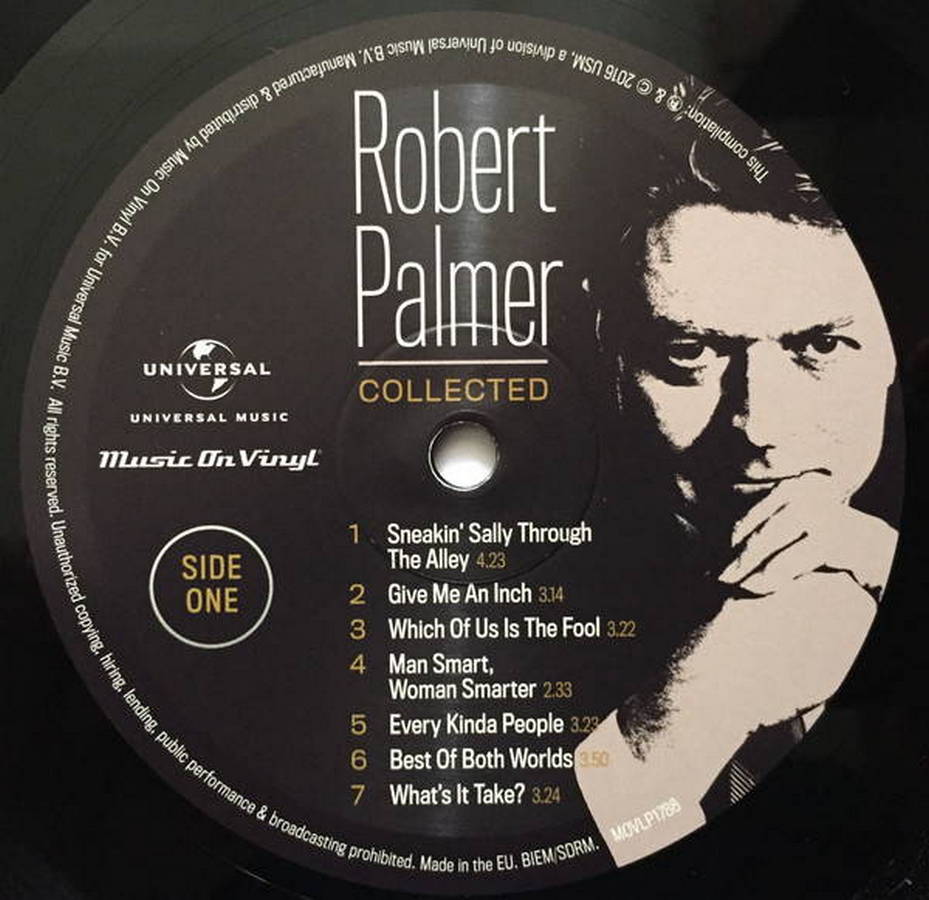 Robert
Palmer
COLLECTED
UNIVERSAL
UNIVERSAL MUSIC
Music On Vinyl
SIDE
ONE
1 Sneakin' Sally Through
The Alley 4.23
2 Give Me An Inch 3.14
3 Which Of Us Is The Fool 3.22
4 Man Smart,
Woman Smarter 2.33
5 Every Kinda People 3.23
6 Best Of Both Worlds 3.50
7 What's It Take? 3.24
MOVLP1788
This compilation: ℗ & © 2016 USM, a division of Universal Music B.V. Manufactured & distributed by Music On Vinyl B.V. for Universal Music B.V. All rights reserved. Unauthorized copying, hiring, lending, public performance & broadcasting prohibited. Made in the EU. BIEM/SDRM.